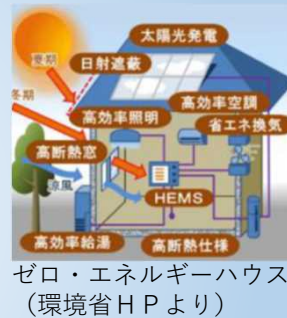 太陽光発電
夏期
日射遮蔽
冬期
高効率照明
高効率空調
省エネ換気
高断熱窓
涼風
HEMS
高効率給湯
高断熱仕様
ゼロ・エネルギーハウス
（環境省ＨＰより）